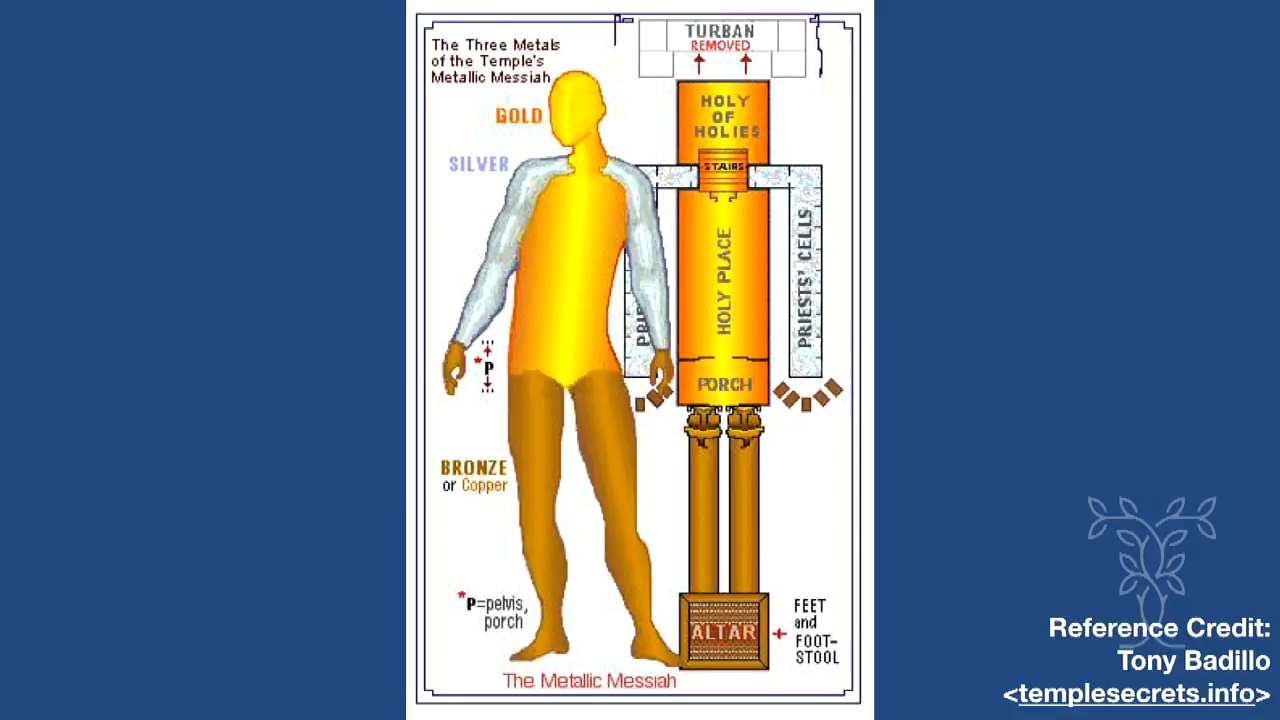 The Three Metals
of the Temple's
Metallic Messiah
TURBAN
REMOVED
GOLD
HOLY
OF
HOLIES
SILVER
STAIRS
HOLY PLACE
PRIESTS' CELLS
PRIE
*P
PORCH
BRONZE
or Copper
*P=pelvis,
porch
ALTAR
FEET
and
FOOT-
STOOL
The Metallic Messiah
Reference Credit:
Tony Badillo
<templesecrets.info>